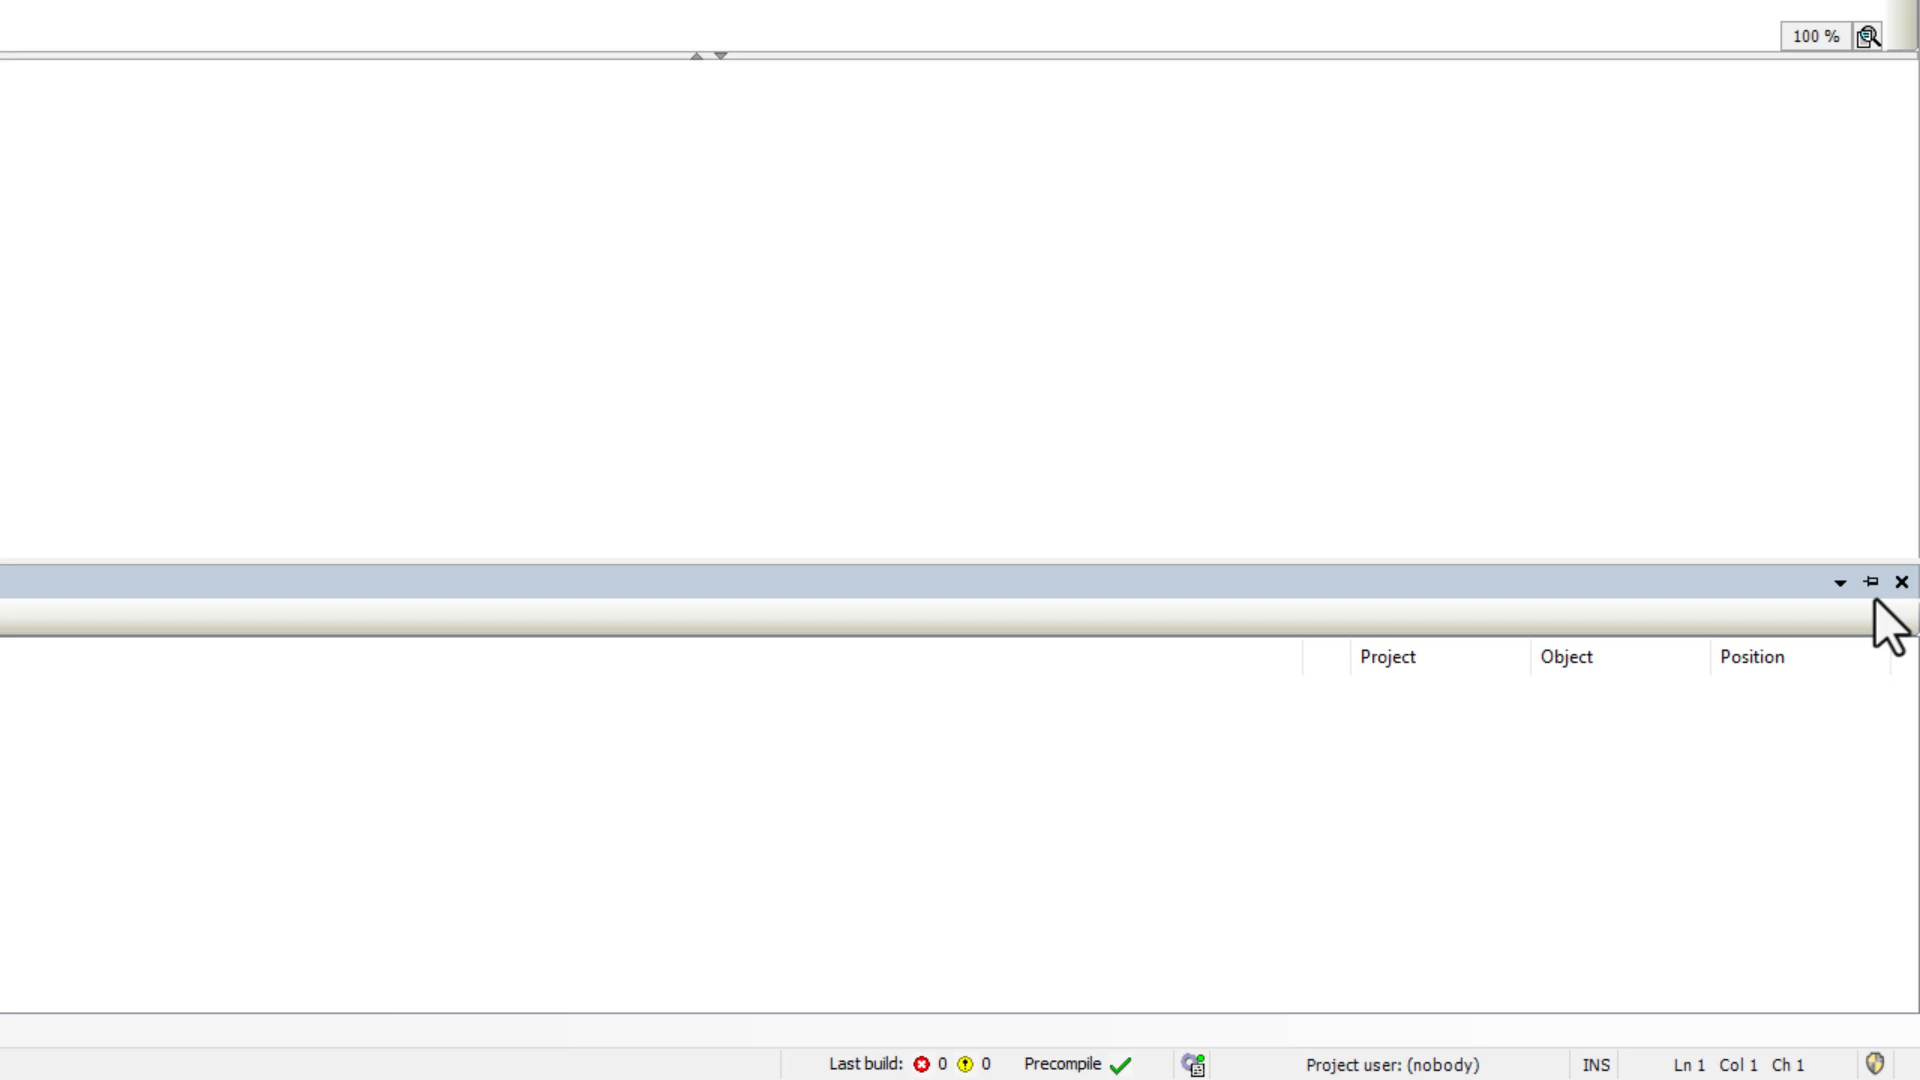 100 %
Project Object Position
Last build: 0 0 Precompile Project user: (nobody) INS Ln 1 Col 1 Ch 1